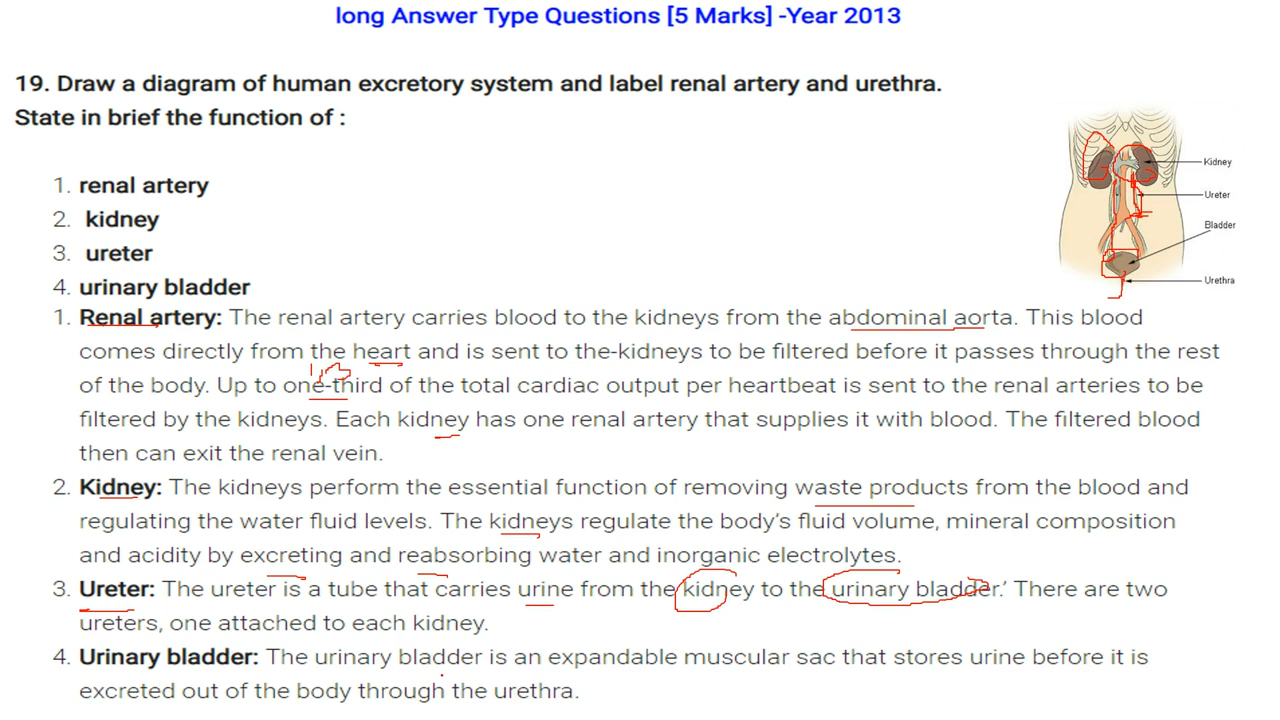 long Answer Type Questions [5 Marks] -Year 2013
19. Draw a diagram of human excretory system and label renal artery and urethra.
State in brief the function of :
1. renal artery
2. kidney
3. ureter
4. urinary bladder
Kidney
Ureter
Bladder
Urethra
1. Renal artery: The renal artery carries blood to the kidneys from the abdominal aorta. This blood
comes directly from the heart and is sent to the-kidneys to be filtered before it passes through the rest
of the body. Up to one-third of the total cardiac output per heartbeat is sent to the renal arteries to be
filtered by the kidneys. Each kidney has one renal artery that supplies it with blood. The filtered blood
then can exit the renal vein.
2. Kidney: The kidneys perform the essential function of removing waste products from the blood and
regulating the water fluid levels. The kidneys regulate the body's fluid volume, mineral composition
and acidity by excreting and reabsorbing water and inorganic electrolytes.
3. Ureter: The ureter is a tube that carries urine from the kidney to the urinary bladder.' There are two
ureters, one attached to each kidney.
4. Urinary bladder: The urinary bladder is an expandable muscular sac that stores urine before it is
excreted out of the body through the urethra.